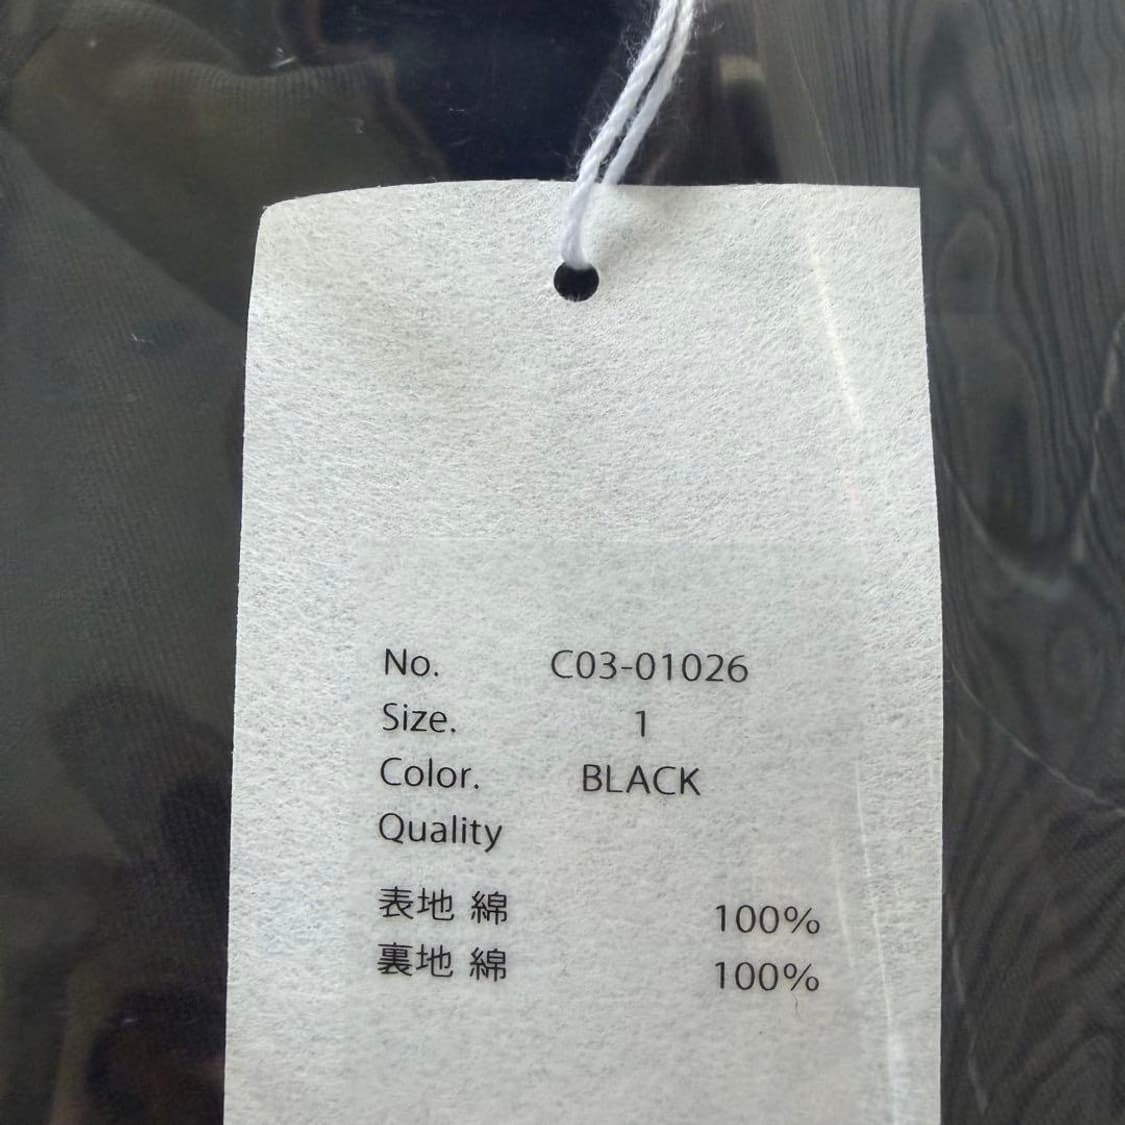 No. C03-01026
Size. 1
Color. BLACK
Quality
表地 綿 100%
裏地 綿 100%